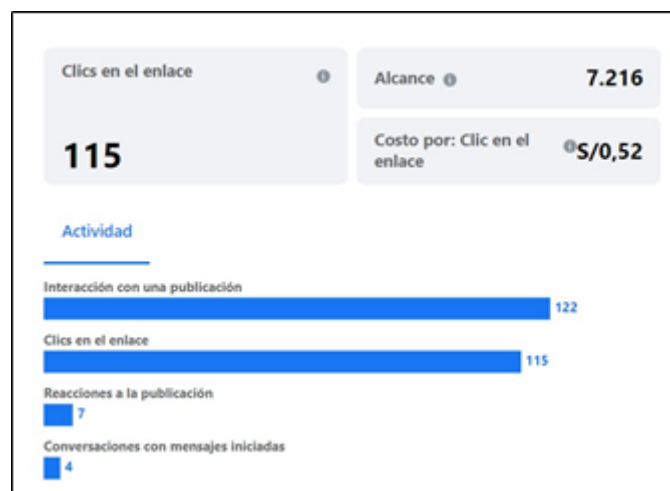 Clics en el enlace
115
Alcance
7.216
Costo por: Clic en el
enlace
S/0,52
Actividad
Interacción con una publicación
122
Clics en el enlace
115
Reacciones a la publicación
7
Conversaciones con mensajes iniciadas
4